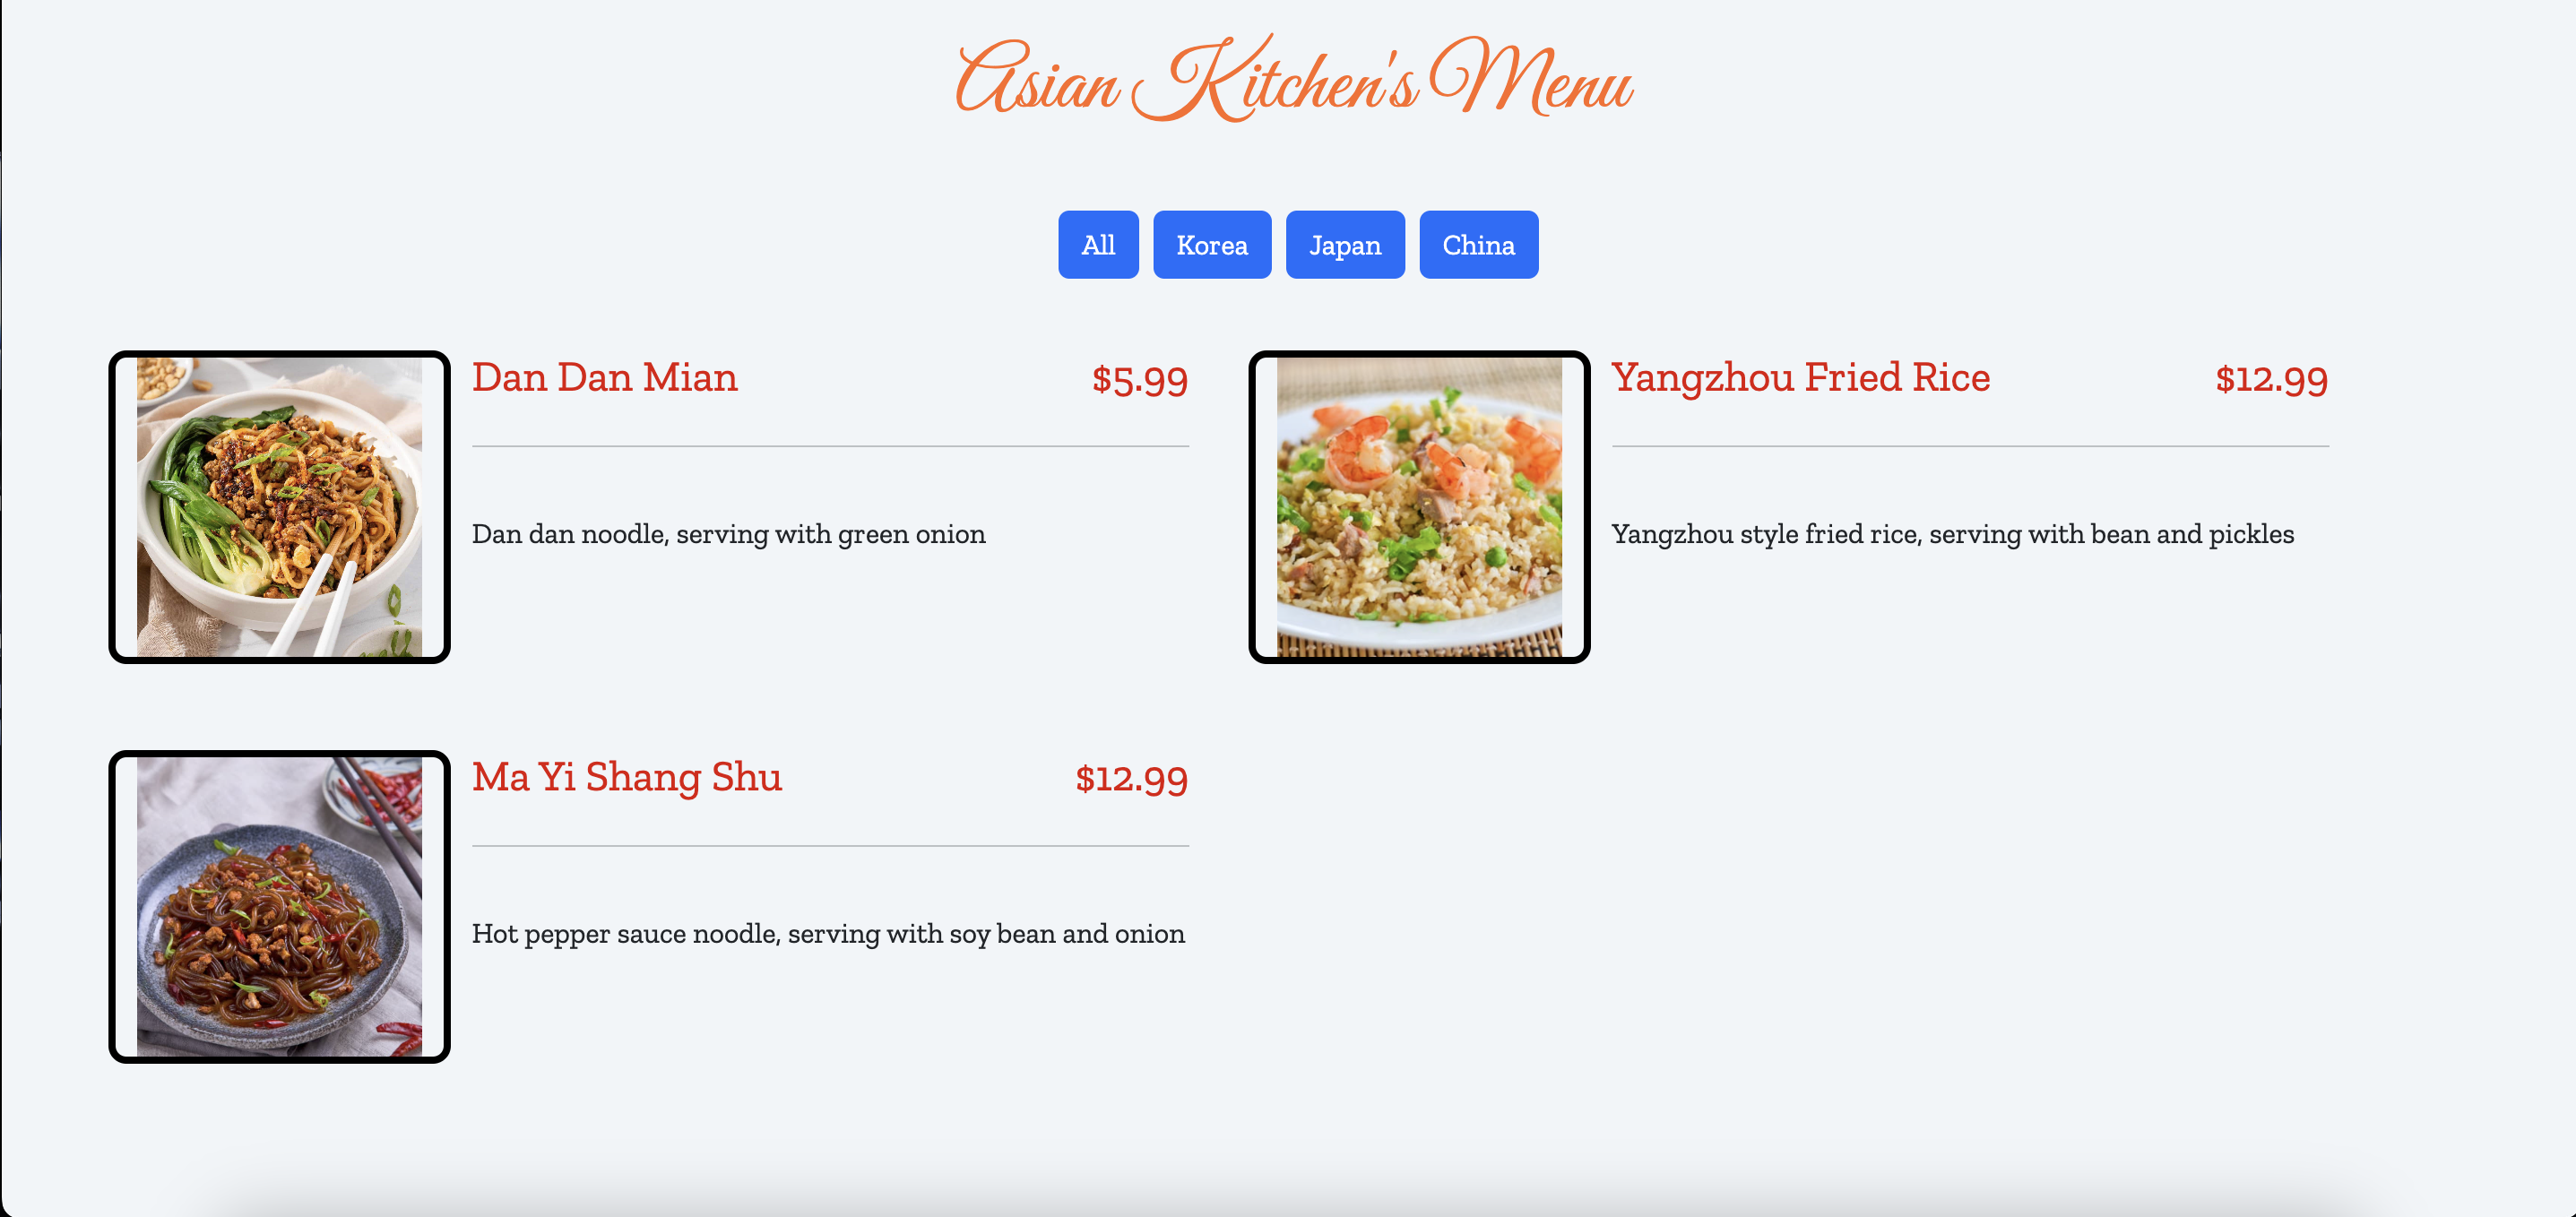 Asian Kitchen's Menu
All Korea Japan China
Dan Dan Mian $5.99
Dan dan noodle, serving with green onion
Yangzhou Fried Rice $12.99
Yangzhou style fried rice, serving with bean and pickles
Ma Yi Shang Shu $12.99
Hot pepper sauce noodle, serving with soy bean and onion